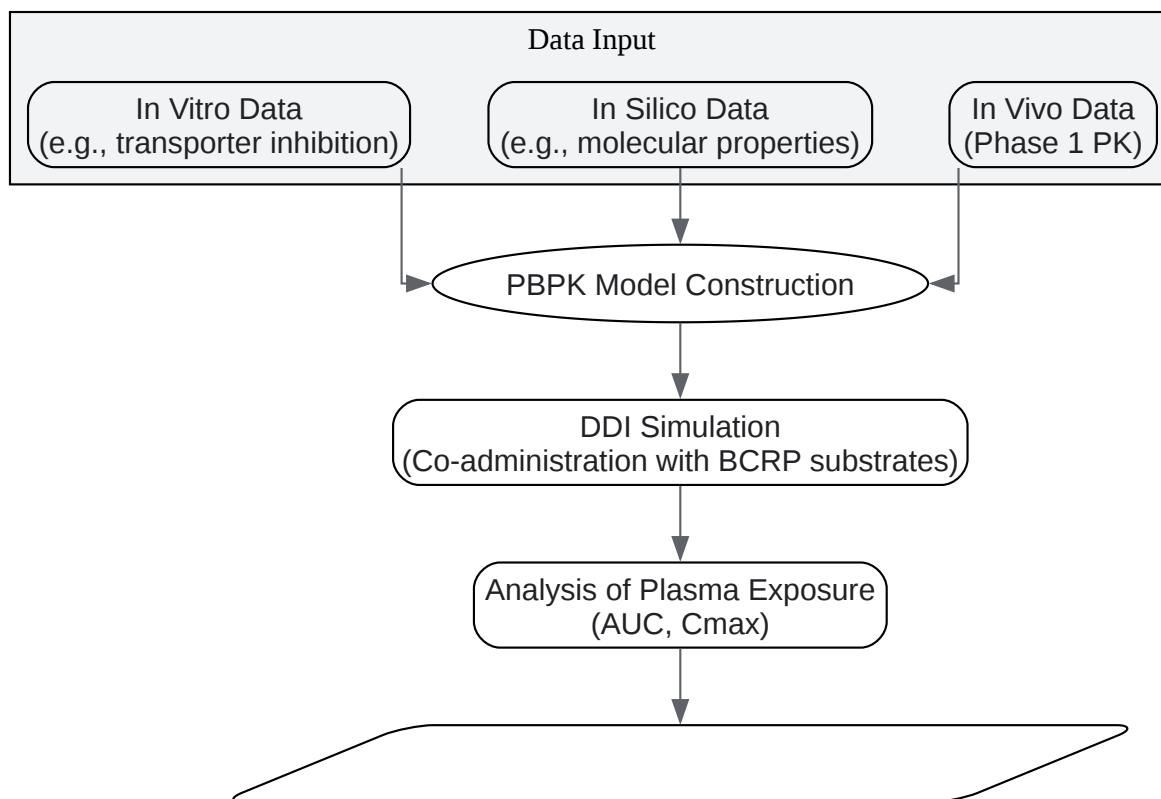 Data Input
In Vitro Data
(e.g., transporter inhibition)
In Silico Data
(e.g., molecular properties)
In Vivo Data
(Phase 1 PK)
PBPK Model Construction
DDI Simulation
(Co-administration with BCRP substrates)
Analysis of Plasma Exposure
(AUC, Cmax)